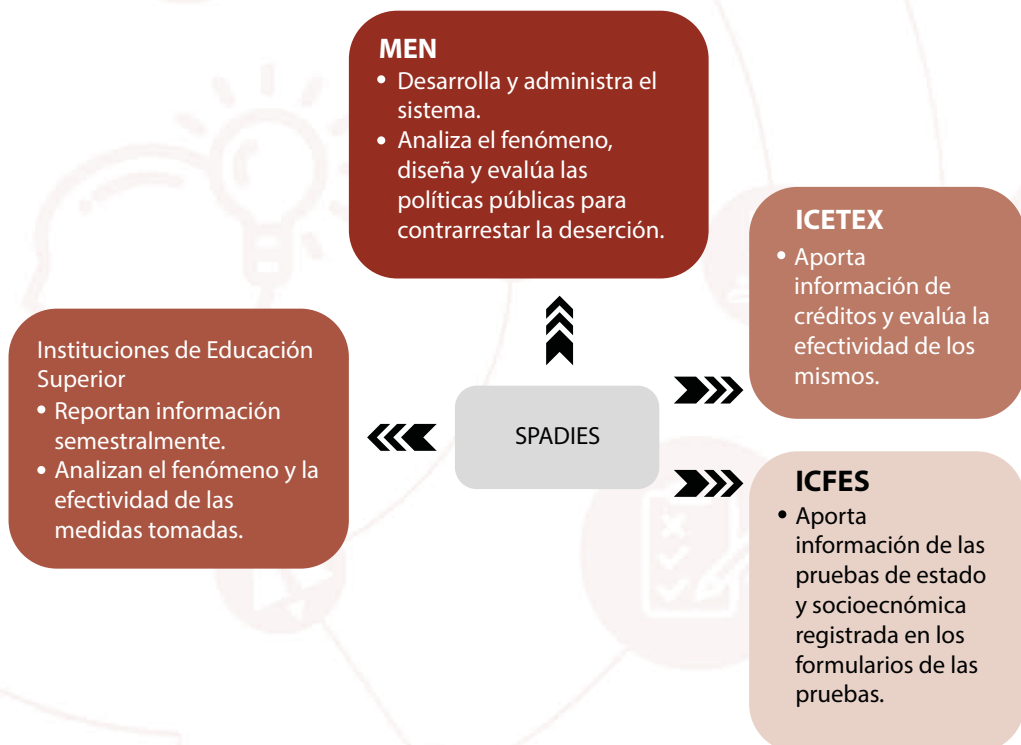 MEN
• Desarrolla y administra el
sistema.
• Analiza el fenómeno,
diseña y evalúa las
políticas públicas para
contrarrestar la deserción.
ICETEX
• Aporta
información de
créditos y evalúa la
efectividad de los
mismos.
Instituciones de Educación
Superior
• Reportan información
semestralmente.
• Analizan el fenómeno y la
efectividad de las
medidas tomadas.
SPADIES
ICFES
• Aporta
información de las
pruebas de estado
y socioecnómica
registrada en los
formularios de las
pruebas.